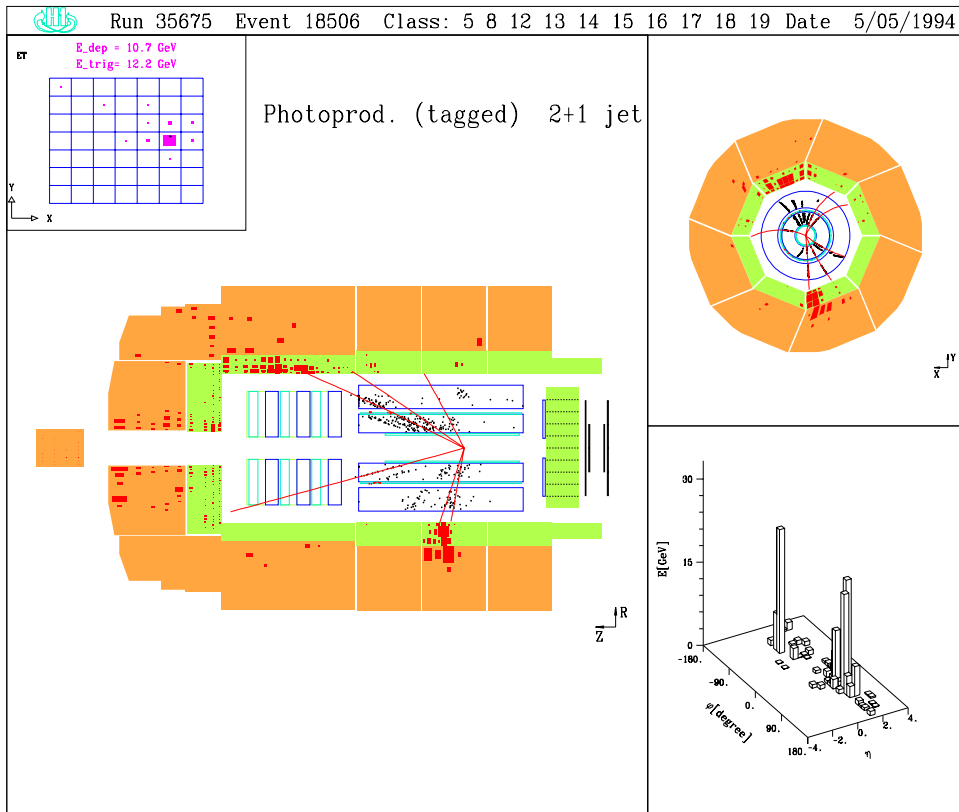 Run 35675 Event 18506 Class: 5 8 12 13 14 15 16 17 18 19 Date 5/05/1994
ET
E_dep = 10.7 GeV
E_trig= 12.2 GeV
Y
X
Photoprod. (tagged) 2+1 jet
Y
X
R
Z
E[GeV]
30
15
0
-180.
-90.
0.
90.
180.
φ[degree]
-4.
-2.
0.
2.
4.
η